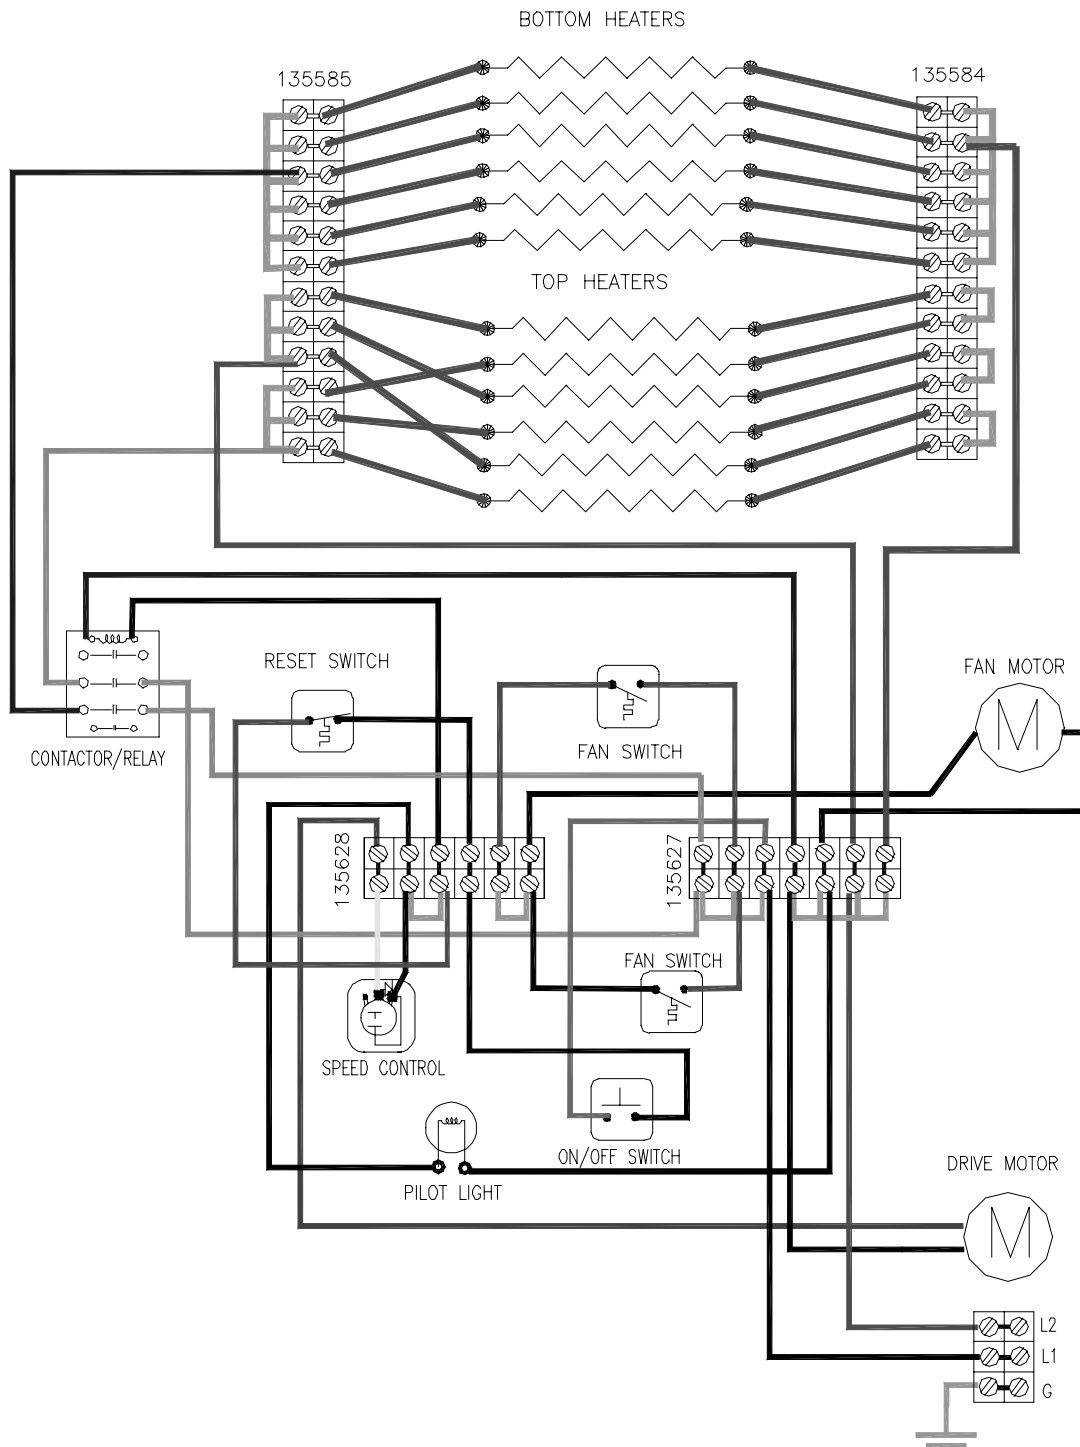 BOTTOM HEATERS
135585
135584
TOP HEATERS
RESET SWITCH
FAN MOTOR
M
FAN SWITCH
CONTACTOR/RELAY
135628
135627
FAN SWITCH
SPEED CONTROL
ON/OFF SWITCH
DRIVE MOTOR
PILOT LIGHT
M
L2
L1
G